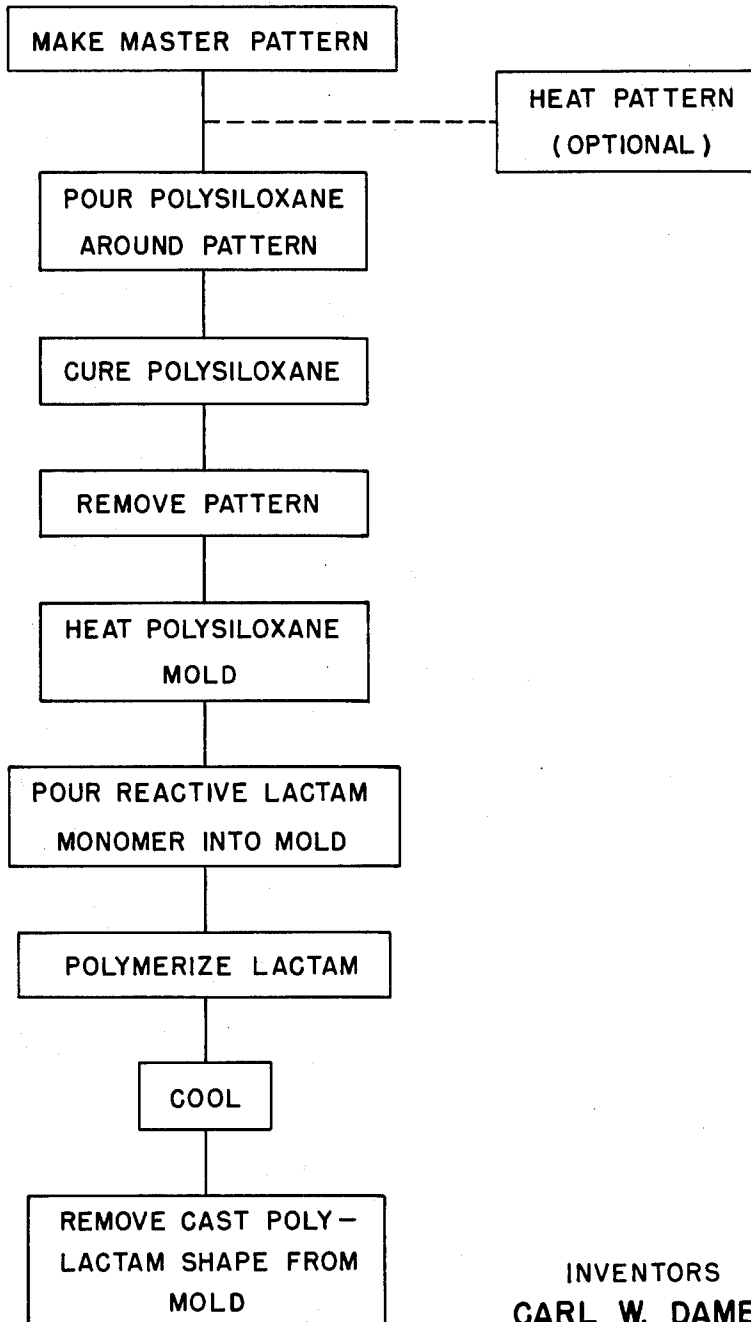 MAKE MASTER PATTERN
HEAT PATTERN
(OPTIONAL)
POUR POLYSILOXANE
AROUND PATTERN
CURE POLYSILOXANE
REMOVE PATTERN
HEAT POLYSILOXANE
MOLD
POUR REACTIVE LACTAM
MONOMER INTO MOLD
POLYMERIZE LACTAM
COOL
REMOVE CAST POLY-
LACTAM SHAPE FROM
MOLD
INVENTORS
CARL W.